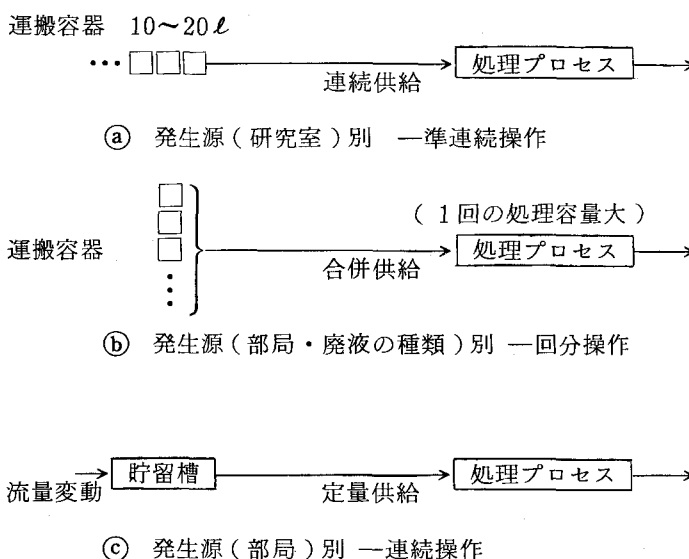 運搬容器 10～20ℓ
…□□□ 連続供給 処理プロセス
ⓐ 発生源（研究室）別 ―準連続操作
（1回の処理容量大）
運搬容器 合併供給 処理プロセス
ⓑ 発生源（部局・廃液の種類）別 ―回分操作
流量変動 貯留槽 定量供給 処理プロセス
ⓒ 発生源（部局）別 ―連続操作